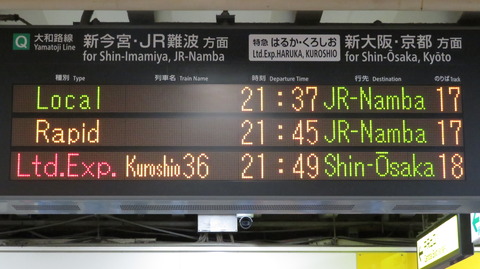 Q 大和路線 新今宮・JR難波 方面 特急 はるか・くろしお 新大阪・京都 方面
Yamatoji Line for Shin-Imamiya, JR-Namba Ltd.Exp.HARUKA, KUROSHIO for Shin-Ōsaka, Kyōto
種別 Type 列車名 Train Name 時刻 Departure Time 行先 Destination のりば Track
Local 21:37 JR-Namba 17
Rapid 21:45 JR-Namba 17
Ltd.Exp. Kuroshio36 21:49 Shin-Ōsaka 18